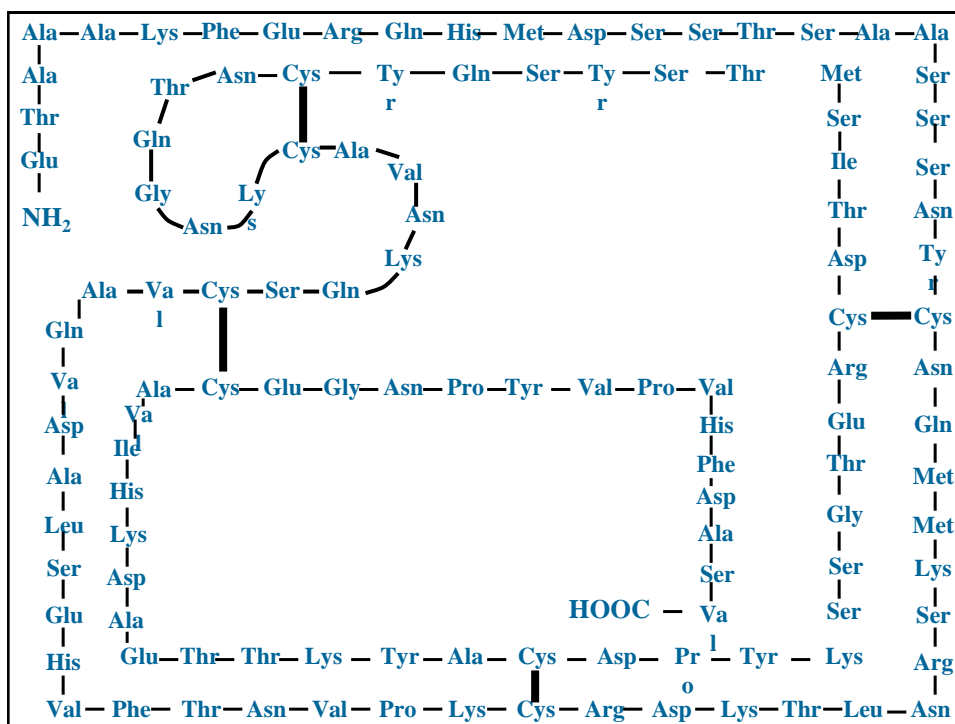 Ala Ala Lys Phe Glu Arg Gln His Met Asp Ser Ser Thr Ser Ala Ala
Ala Thr Asn Cys Tyr Gln Ser Tyr Ser Thr Met Ser
Thr Gln Cys Ala Ser Ser
Glu Val Ile Ser
Gly Lys
NH₂ Asn Asn Thr Asn
Lys Asp Tyr
Ala Val Cys Ser Gln
Gln Cys Cys
Val Ala Cys Glu Gly Asn Pro Tyr Val Pro Val Arg Asn
Asp Val His Glu Gln
Ile
Ala His Phe Thr Met
Asp
Leu Lys Ala Gly Met
Ser Asp Ser Ser Lys
Glu Ala HOOC Val Ser Ser
His Glu Thr Thr Lys Tyr Ala Cys Asp Pro Tyr Lys Arg
Val Phe Thr Asn Val Pro Lys Cys Arg Asp Lys Thr Leu Asn